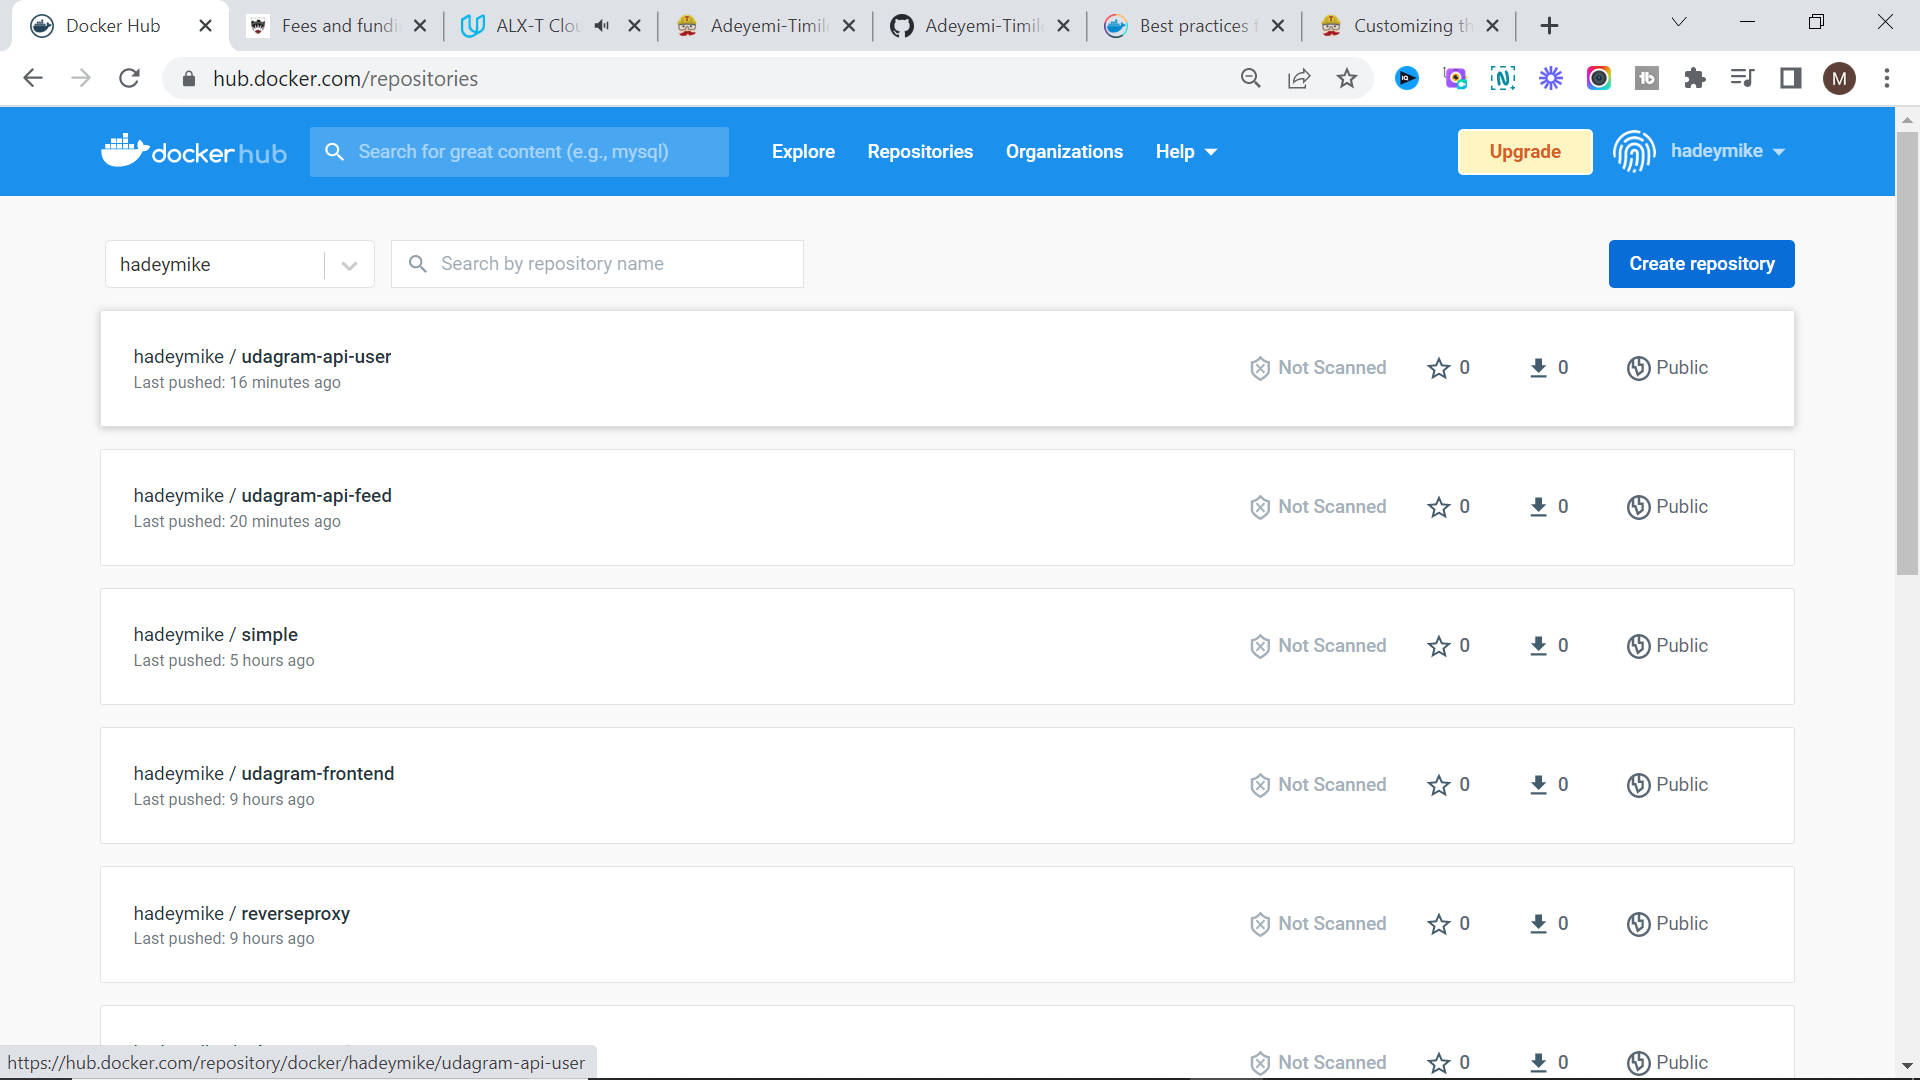 Docker Hub
Fees and fundi
ALX-T Clou
Adeyemi-Timile
Adeyemi-Timile
Best practices f
Customizing th
hub.docker.com/repositories
M
docker hub
Search for great content (e.g., mysql)
Explore
Repositories
Organizations
Help
Upgrade
hadeymike
hadeymike
Search by repository name
Create repository
hadeymike / udagram-api-user
Last pushed: 16 minutes ago
Not Scanned
0
0
Public
hadeymike / udagram-api-feed
Last pushed: 20 minutes ago
Not Scanned
0
0
Public
hadeymike / simple
Last pushed: 5 hours ago
Not Scanned
0
0
Public
hadeymike / udagram-frontend
Last pushed: 9 hours ago
Not Scanned
0
0
Public
hadeymike / reverseproxy
Last pushed: 9 hours ago
Not Scanned
0
0
Public
Not Scanned
0
0
Public
https://hub.docker.com/repository/docker/hadeymike/udagram-api-user